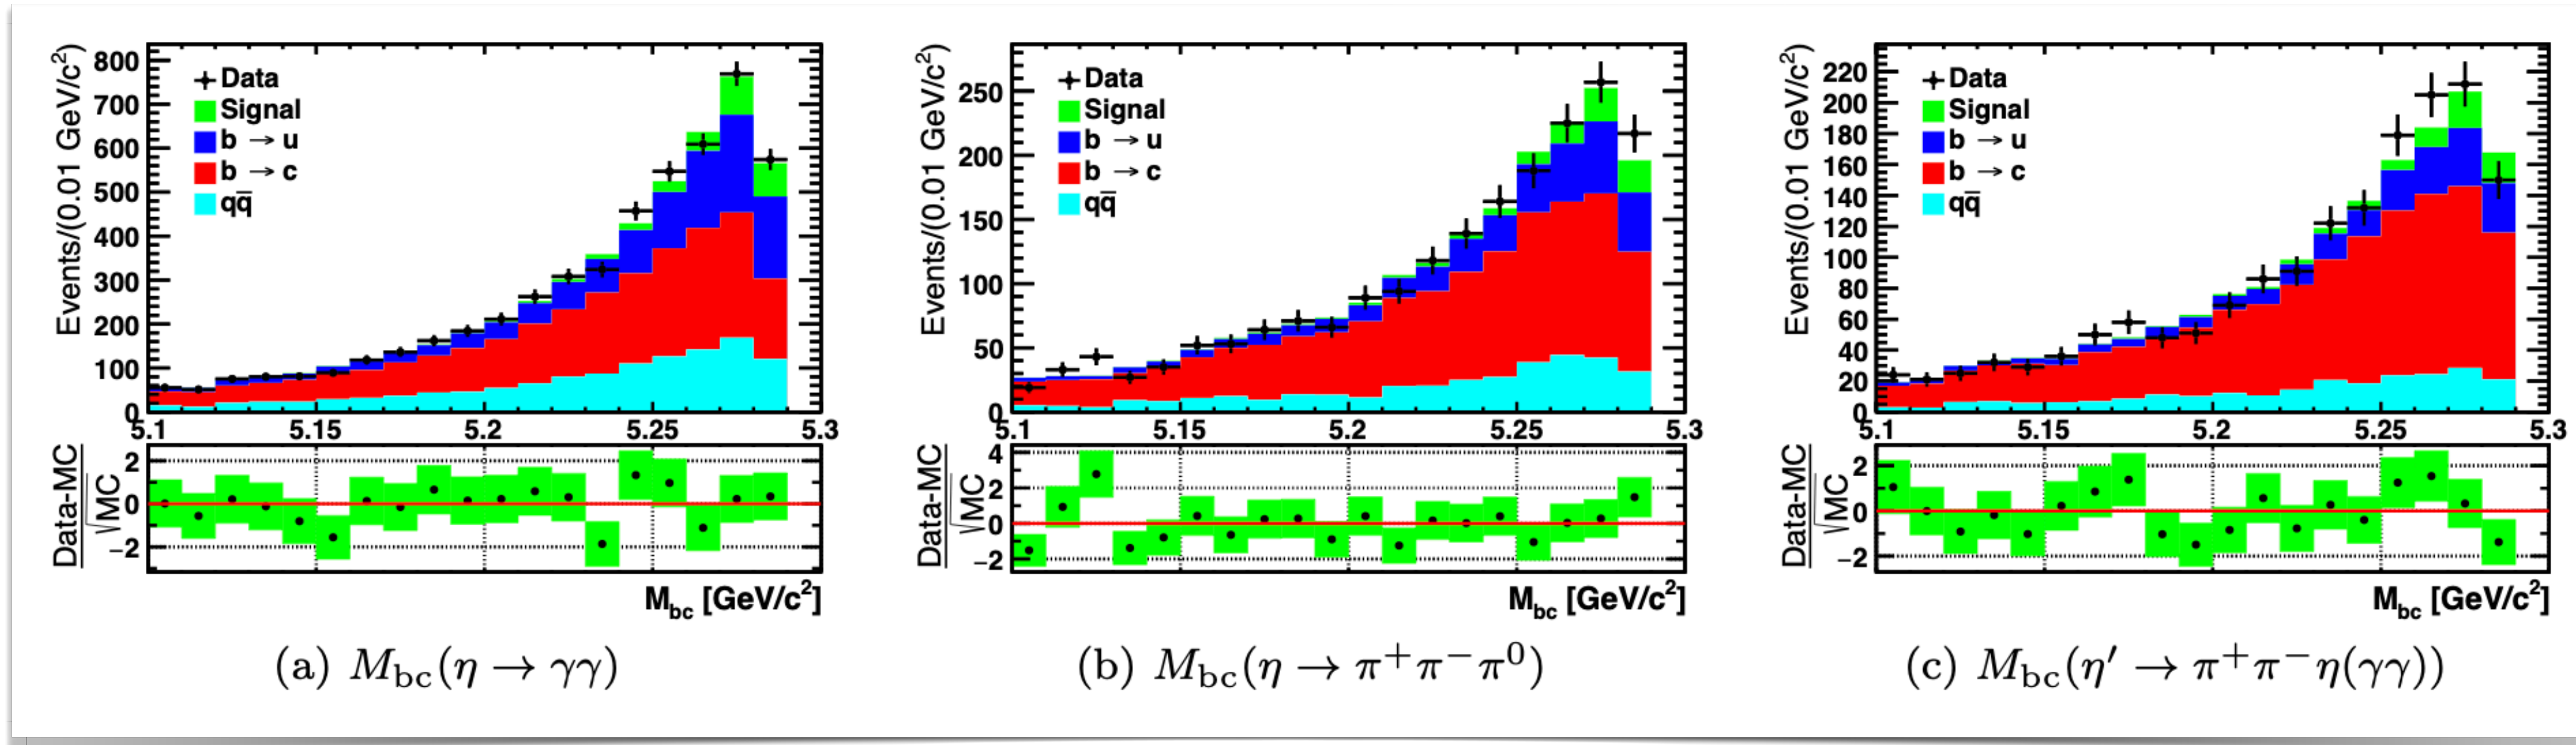 Events/(0.01 GeV/c²)
800
700
600
500
400
300
200
100
0
Data
Signal
b → u
b → c
qq̄
5.1 5.15 5.2 5.25 5.3
Data-MC
√MC
2
0
−2
M_bc [GeV/c²]
(a) M_bc(η → γγ)
Events/(0.01 GeV/c²)
250
200
150
100
50
0
Data
Signal
b → u
b → c
qq̄
5.1 5.15 5.2 5.25 5.3
Data-MC
√MC
4
2
0
−2
M_bc [GeV/c²]
(b) M_bc(η → π⁺π⁻π⁰)
Events/(0.01 GeV/c²)
220
200
180
160
140
120
100
80
60
40
20
0
Data
Signal
b → u
b → c
qq̄
5.1 5.15 5.2 5.25 5.3
Data-MC
√MC
2
0
−2
M_bc [GeV/c²]
(c) M_bc(η′ → π⁺π⁻η(γγ))